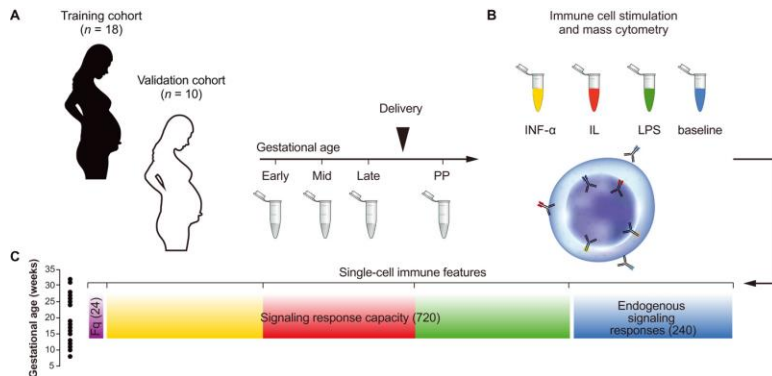 A
Training cohort
(n = 18)
Validation cohort
(n = 10)
Delivery
Gestational age
Early Mid Late PP
B
Immune cell stimulation
and mass cytometry
INF-α IL LPS baseline
C
Single-cell immune features
Gestational age (weeks)
35
30
25
20
15
10
5
Fq (24)
Signaling response capacity (720)
Endogenous
signaling
responses (240)